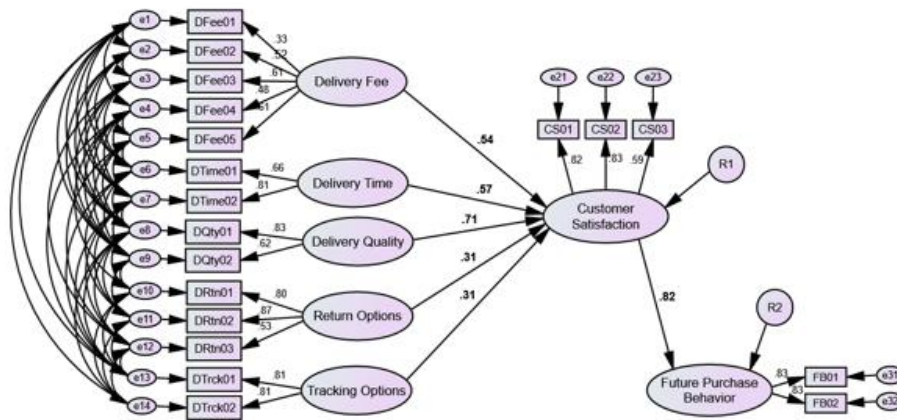 e1
DFee01
e2
DFee02
e3
DFee03
e4
DFee04
e5
DFee05
e6
DTime01
e7
DTime02
e8
DQty01
e9
DQty02
e10
DRtn01
e11
DRtn02
e12
DRtn03
e13
DTrck01
e14
DTrck02
.33
.52
.61
.48
.66
.81
.83
.62
.80
.87
.53
.81
.81
Delivery Fee
Delivery Time
Delivery Quality
Return Options
Tracking Options
.54
.57
.71
.31
.31
e21
e22
e23
CS01
CS02
CS03
.82
.83
.59
Customer
Satisfaction
R1
.82
R2
Future Purchase
Behavior
.83
.83
FB01
e31
FB02
e32